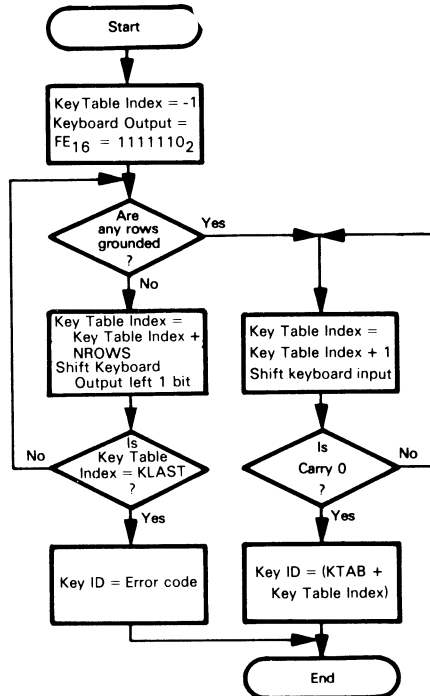 Start
Key Table Index = -1
Keyboard Output =
FE16 = 11111102
Are
any rows
grounded
?
Yes
No
Key Table Index =
Key Table Index +
NROWS
Shift Keyboard
Output left 1 bit
Key Table Index =
Key Table Index + 1
Shift keyboard input
Is
Key Table
Index = KLAST
?
No
Yes
Is
Carry 0
?
No
Yes
Key ID = Error code
Key ID = (KTAB +
Key Table Index)
End